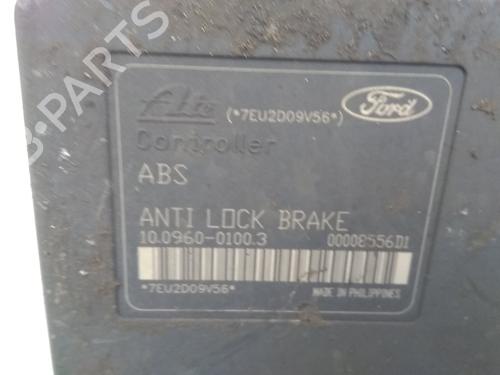 B-PARTS
Ate (*7EU2D09V56*) Ford
Controller
ABS
ANTI LOCK BRAKE
10.0960-0100.3 00008556D1
*7EU2D09V56* MADE IN PHILIPPINES